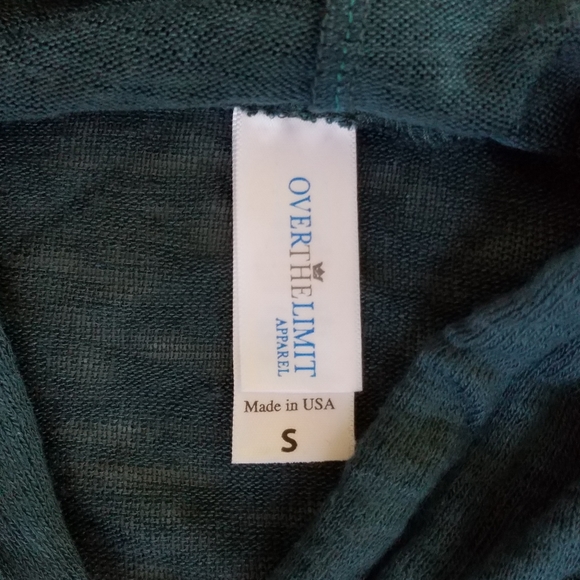 OVERTHELIMIT
APPAREL
Made in USA
S